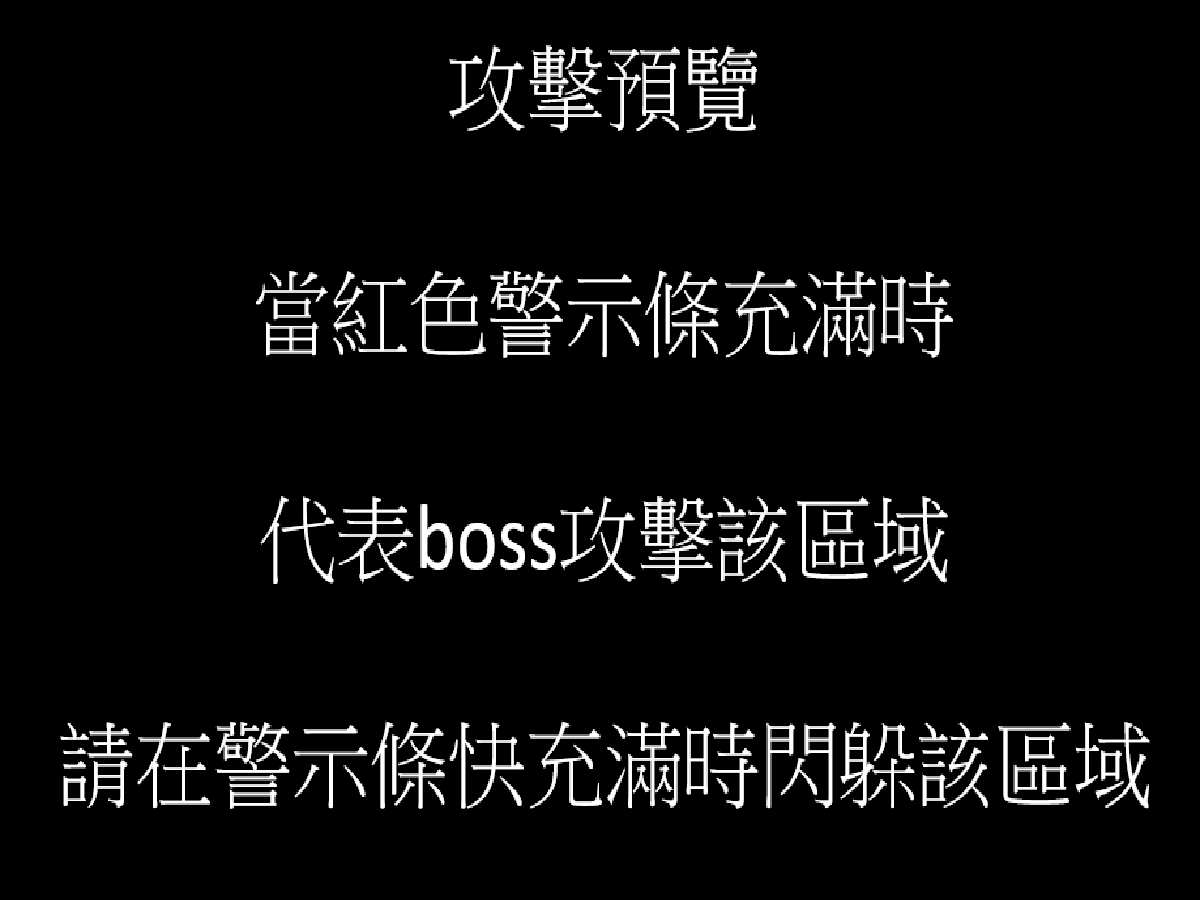 攻擊預覽
當紅色警示條充滿時
代表boss攻擊該區域
請在警示條快充滿時閃躲該區域